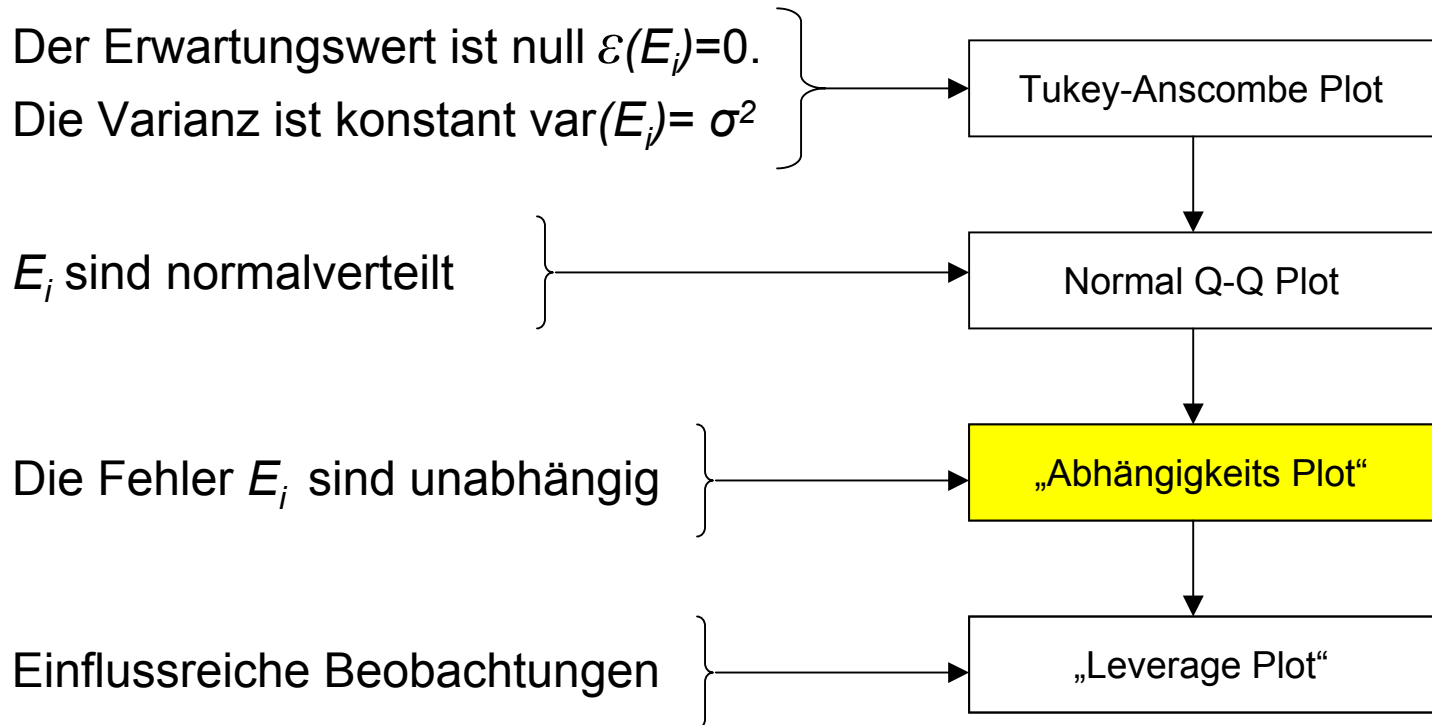 Der Erwartungswert ist null ℰ(Eᵢ)=0.
Die Varianz ist konstant var(Eᵢ)= σ²
Tukey-Anscombe Plot
Eᵢ sind normalverteilt
Normal Q-Q Plot
Die Fehler Eᵢ sind unabhängig
„Abhängigkeits Plot“
Einflussreiche Beobachtungen
„Leverage Plot“